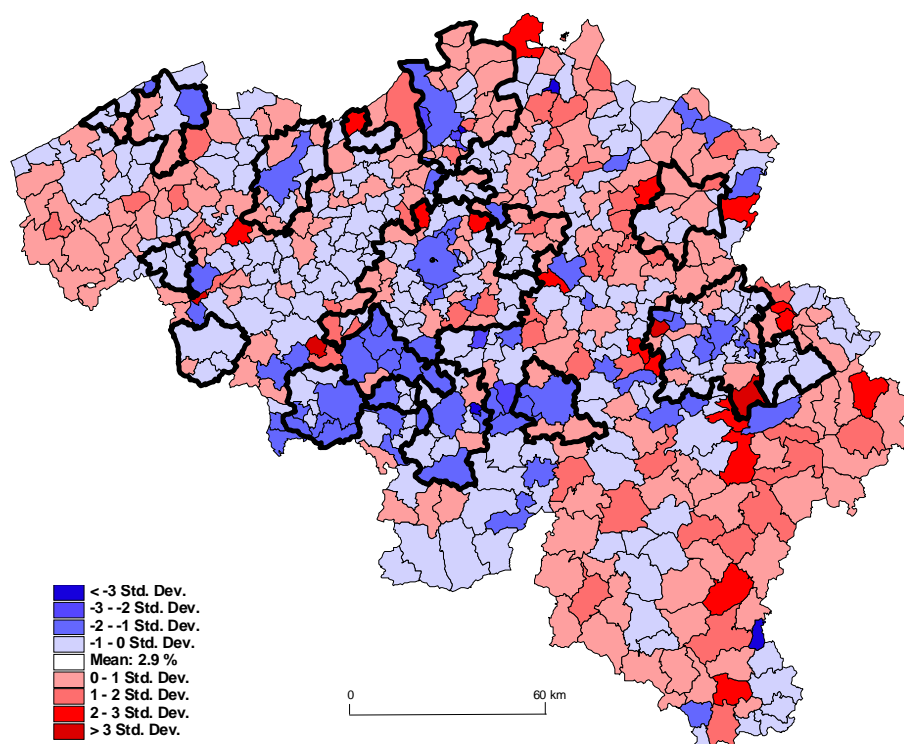 < -3 Std. Dev.
-3 - -2 Std. Dev.
-2 - -1 Std. Dev.
-1 - 0 Std. Dev.
Mean: 2.9 %
0 - 1 Std. Dev.
1 - 2 Std. Dev.
2 - 3 Std. Dev.
> 3 Std. Dev.
0 60 km